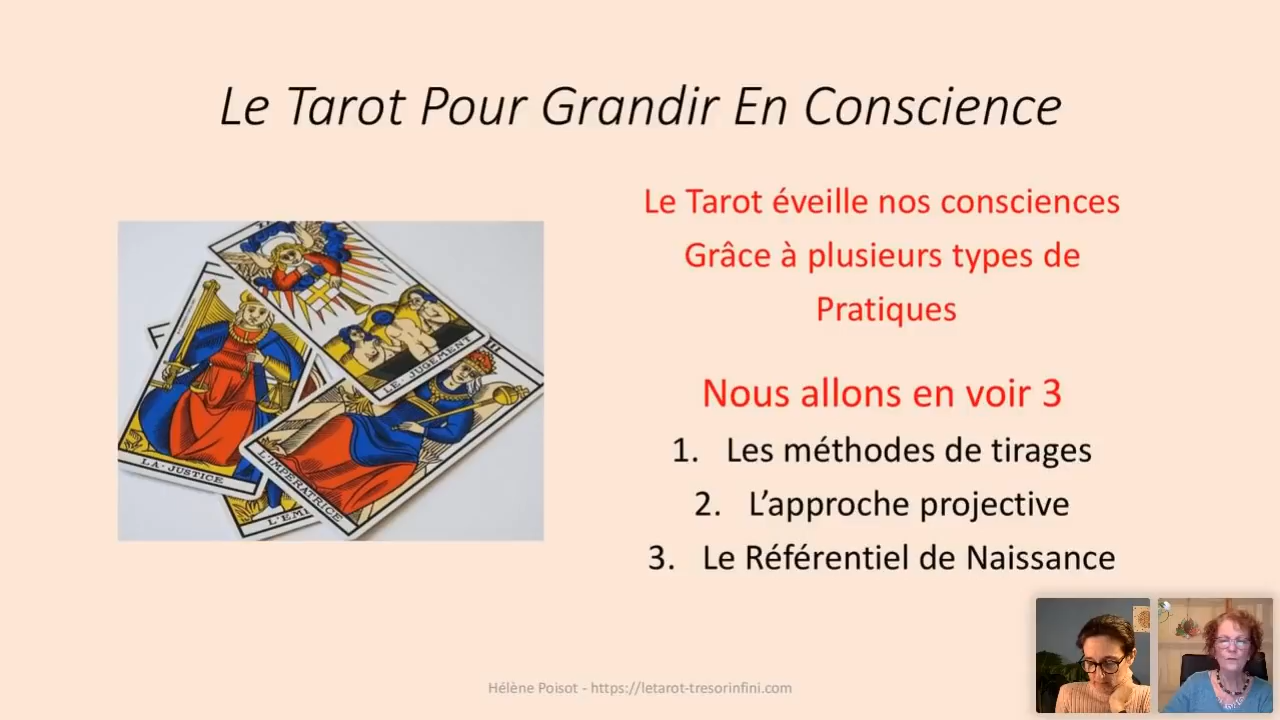 Le Tarot Pour Grandir En Conscience
Le Tarot éveille nos consciences
Grâce à plusieurs types de
Pratiques
Nous allons en voir 3
1. Les méthodes de tirages
2. L’approche projective
3. Le Référentiel de Naissance
LE·JUGEMENT
III
LA·JUSTICE
L'IMPERATRICE
L'EM
Hélène Poisot - https://letarot-tresorinfini.com